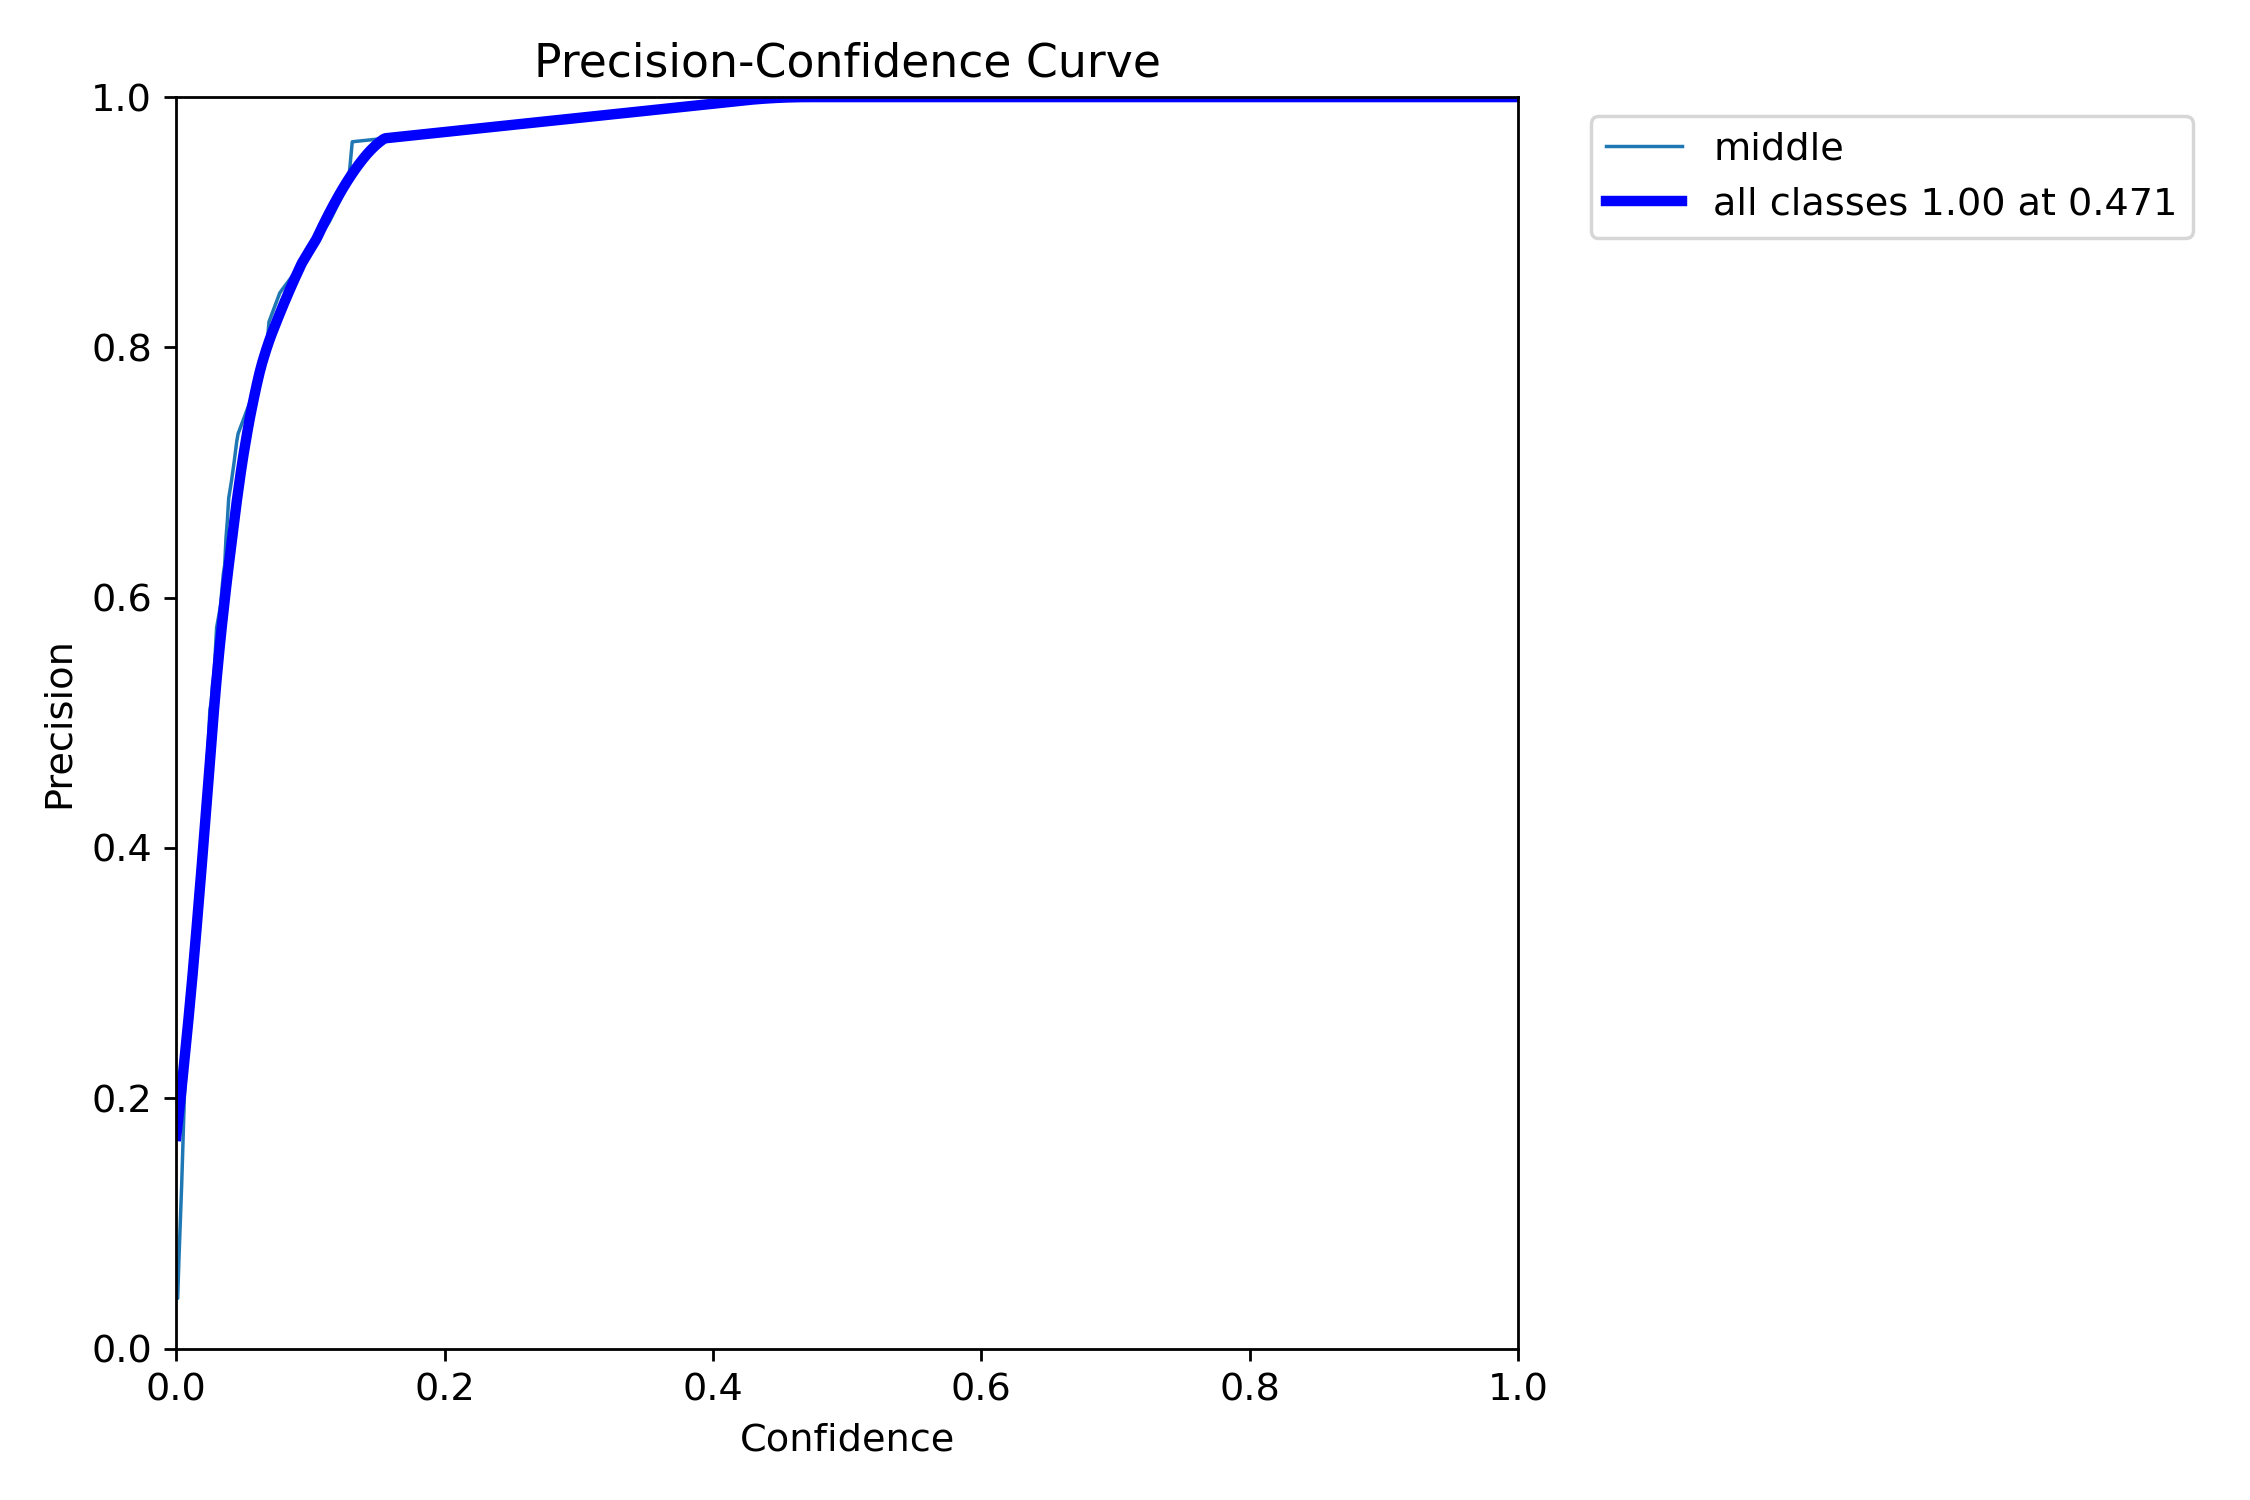 Precision-Confidence Curve
1.0
0.8
0.6
0.4
0.2
0.0
Precision
0.0 0.2 0.4 0.6 0.8 1.0
Confidence
middle
all classes 1.00 at 0.471